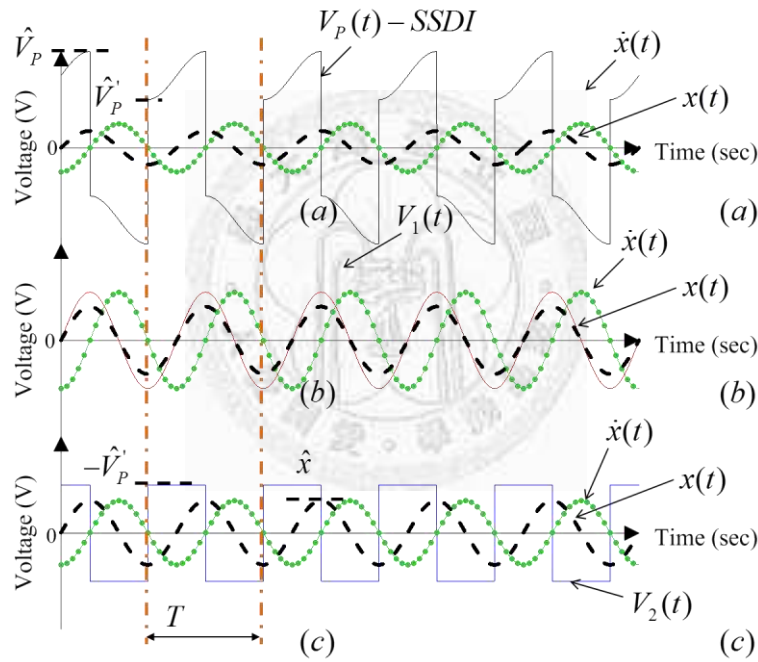 V̂_P
V̂'_P
V_P(t) – SSDI
ẋ(t)
x(t)
Voltage (V)
0
Time (sec)
(a)
(a)
V_1(t)
ẋ(t)
x(t)
Voltage (V)
0
Time (sec)
(b)
(b)
–V̂'_P
x̂
ẋ(t)
x(t)
Voltage (V)
0
Time (sec)
V_2(t)
T
(c)
(c)